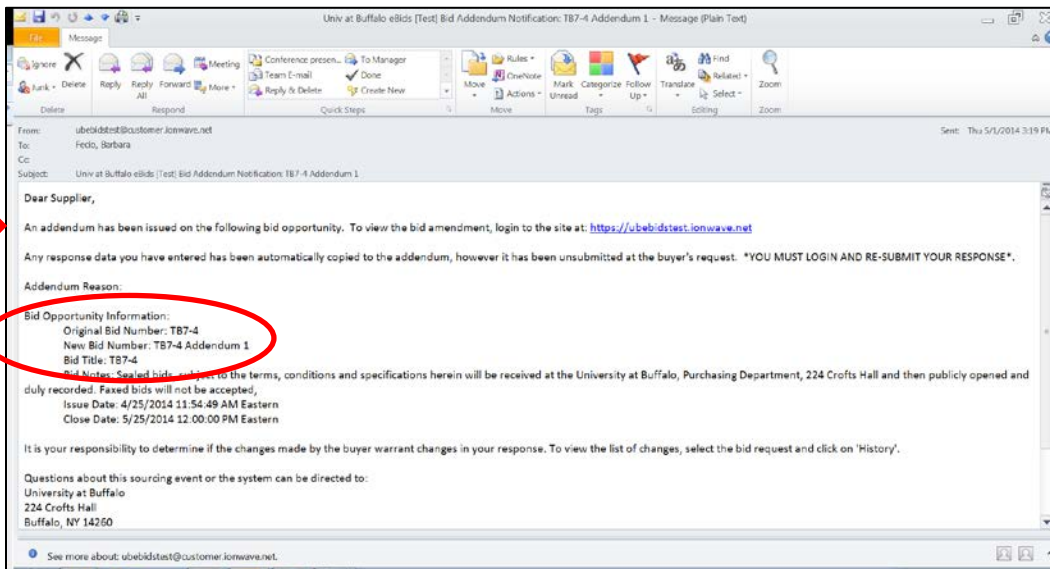 Univ at Buffalo eBids [Test] Bid Addendum Notification: TB7-4 Addendum 1 - Message (Plain Text)
File Message
Ignore Delete Reply Reply All Forward Meeting Conference presen... To Manager Rules Mark Unread Categorize Follow Up Translate Find Zoom
Junk More Team E-mail Done Move OneNote Related
Reply & Delete Create New Actions Select
Delete Respond Quick Steps Move Tags Editing Zoom
From: ubebidstest@customer.ionwave.net Sent: Thu 5/1/2014 3:19 PM
To: Fecio, Barbara
Cc:
Subject: Univ at Buffalo eBids [Test] Bid Addendum Notification: TB7-4 Addendum 1
Dear Supplier,
An addendum has been issued on the following bid opportunity. To view the bid amendment, login to the site at: https://ubebidstest.ionwave.net
Any response data you have entered has been automatically copied to the addendum, however it has been unsubmitted at the buyer's request. *YOU MUST LOGIN AND RE-SUBMIT YOUR RESPONSE*.
Addendum Reason:
Bid Opportunity Information:
Original Bid Number: TB7-4
New Bid Number: TB7-4 Addendum 1
Bid Title: TB7-4
Bid Notes: Sealed bids, subject to the terms, conditions and specifications herein will be received at the University at Buffalo, Purchasing Department, 224 Crofts Hall and then publicly opened and
duly recorded. Faxed bids will not be accepted,
Issue Date: 4/25/2014 11:54:49 AM Eastern
Close Date: 5/25/2014 12:00:00 PM Eastern
It is your responsibility to determine if the changes made by the buyer warrant changes in your response. To view the list of changes, select the bid request and click on 'History'.
Questions about this sourcing event or the system can be directed to:
University at Buffalo
224 Crofts Hall
Buffalo, NY 14260
See more about: ubebidstest@customer.ionwave.net.